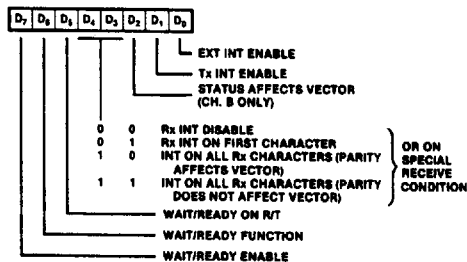 D7 D6 D5 D4 D3 D2 D1 D0
EXT INT ENABLE
Tx INT ENABLE
STATUS AFFECTS VECTOR
(CH. B ONLY)
0 0 Rx INT DISABLE
0 1 Rx INT ON FIRST CHARACTER
1 0 INT ON ALL Rx CHARACTERS (PARITY
AFFECTS VECTOR)
1 1 INT ON ALL Rx CHARACTERS (PARITY
DOES NOT AFFECT VECTOR)
OR ON
SPECIAL
RECEIVE
CONDITION
WAIT/READY ON R/T
WAIT/READY FUNCTION
WAIT/READY ENABLE